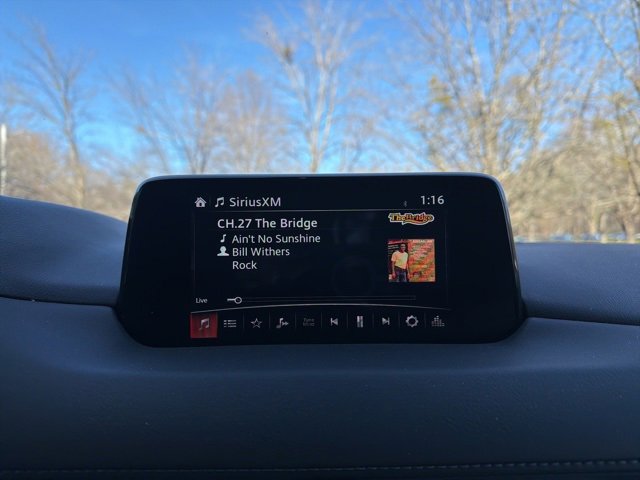 SiriusXM 1:16
CH.27 The Bridge
TheBridge
Ain't No Sunshine
Bill Withers
Rock
Live